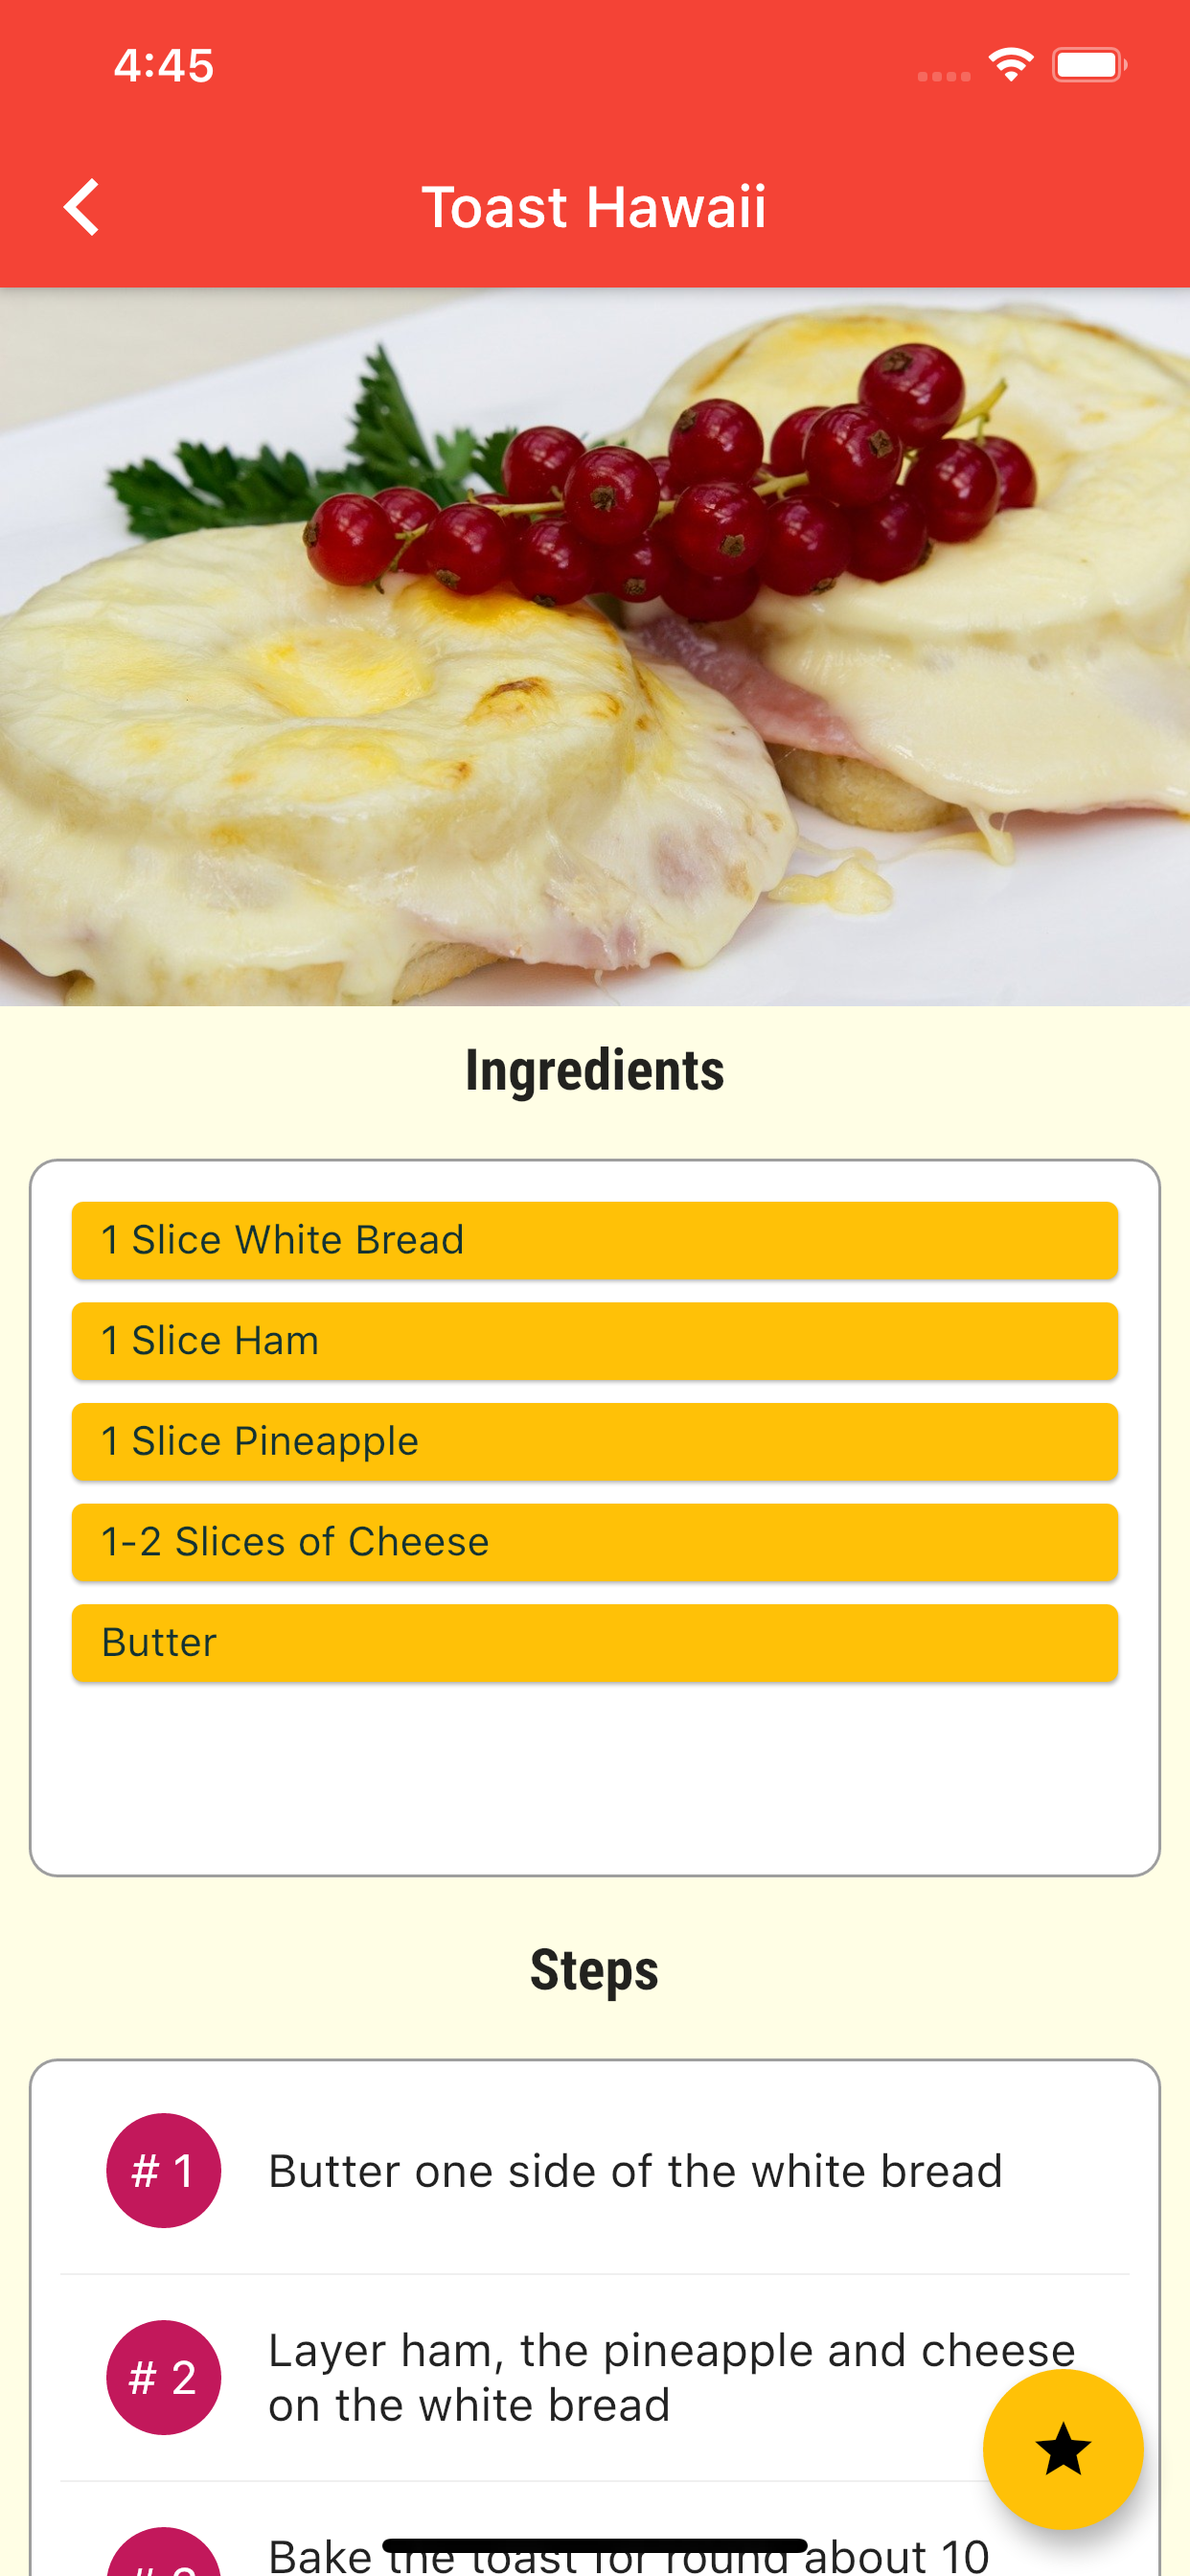 4:45
Toast Hawaii
Ingredients
1 Slice White Bread
1 Slice Ham
1 Slice Pineapple
1-2 Slices of Cheese
Butter
Steps
# 1
Butter one side of the white bread
# 2
Layer ham, the pineapple and cheese
on the white bread
Bake the toast for round about 10